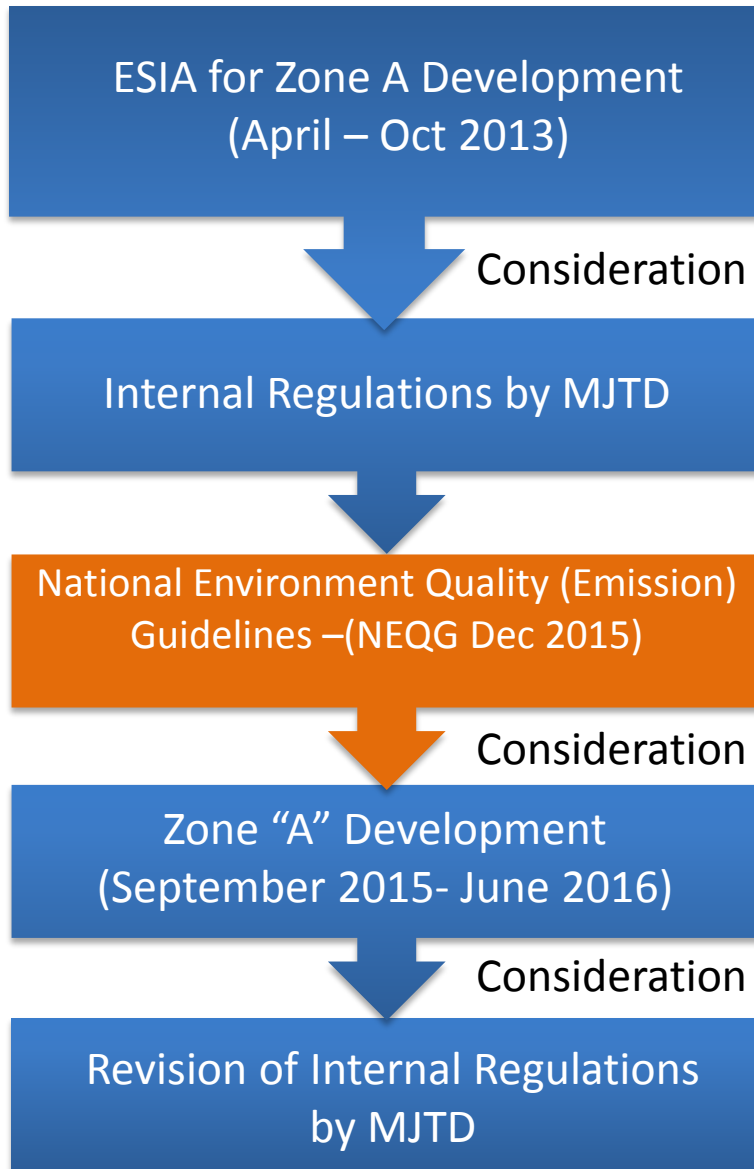 ESIA for Zone A Development
(April – Oct 2013)
Consideration
Internal Regulations by MJTD
National Environment Quality (Emission)
Guidelines –(NEQG Dec 2015)
Consideration
Zone “A” Development
(September 2015- June 2016)
Consideration
Revision of Internal Regulations
by MJTD